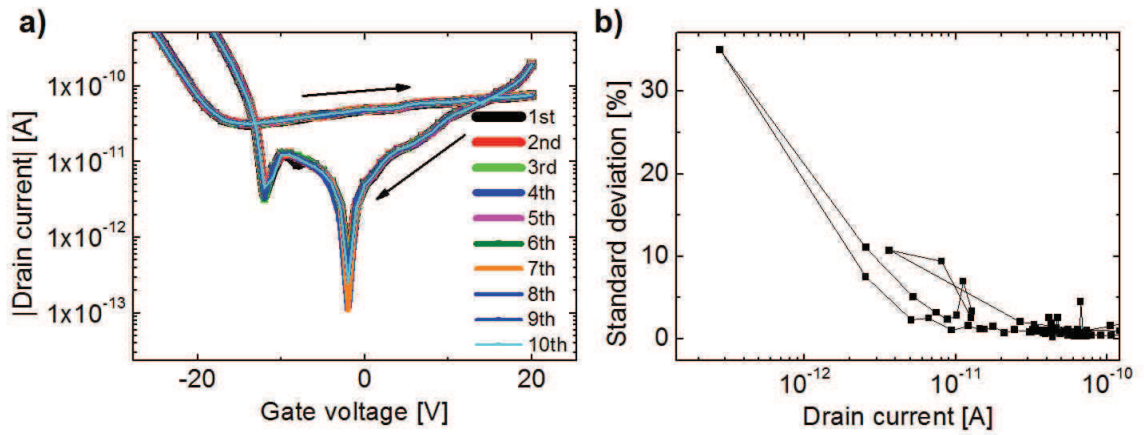 a)
|Drain current| [A]
1x10⁻¹⁰
1x10⁻¹¹
1x10⁻¹²
1x10⁻¹³
-20
0
20
Gate voltage [V]
1st
2nd
3rd
4th
5th
6th
7th
8th
9th
10th
b)
Standard deviation [%]
30
20
10
0
10⁻¹²
10⁻¹¹
10⁻¹⁰
Drain current [A]